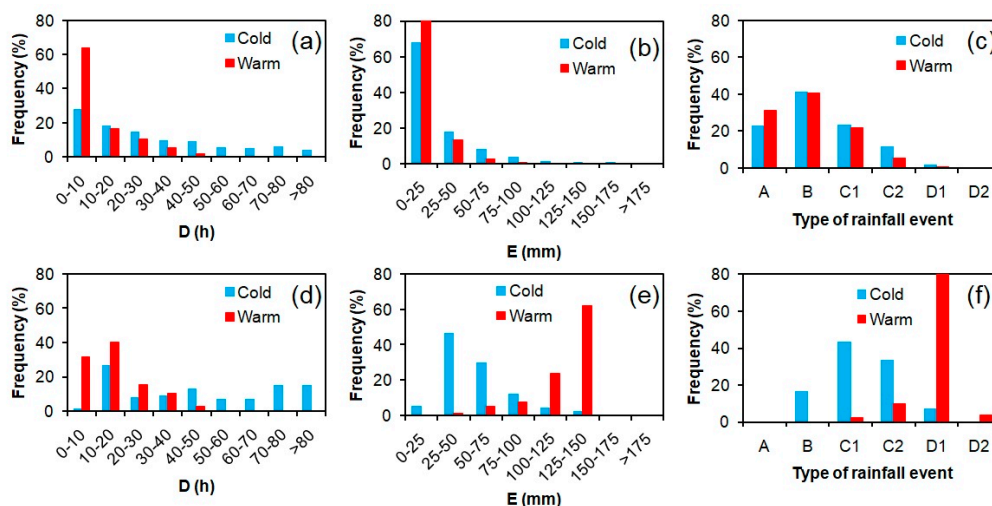 (a)
Frequency (%)
80
60
40
20
0
Cold
Warm
0-10
10-20
20-30
30-40
40-50
50-60
60-70
70-80
>80
D (h)
(b)
Frequency (%)
80
60
40
20
0
Cold
Warm
0-25
25-50
50-75
75-100
100-125
125-150
150-175
>175
E (mm)
(c)
Frequency (%)
80
60
40
20
0
Cold
Warm
A B C1 C2 D1 D2
Type of rainfall event
(d)
Frequency (%)
80
60
40
20
0
Cold
Warm
0-10
10-20
20-30
30-40
40-50
50-60
60-70
70-80
>80
D (h)
(e)
Frequency (%)
80
60
40
20
0
Cold
Warm
0-25
25-50
50-75
75-100
100-125
125-150
150-175
>175
E (mm)
(f)
Frequency (%)
80
60
40
20
0
Cold
Warm
A B C1 C2 D1 D2
Type of rainfall event